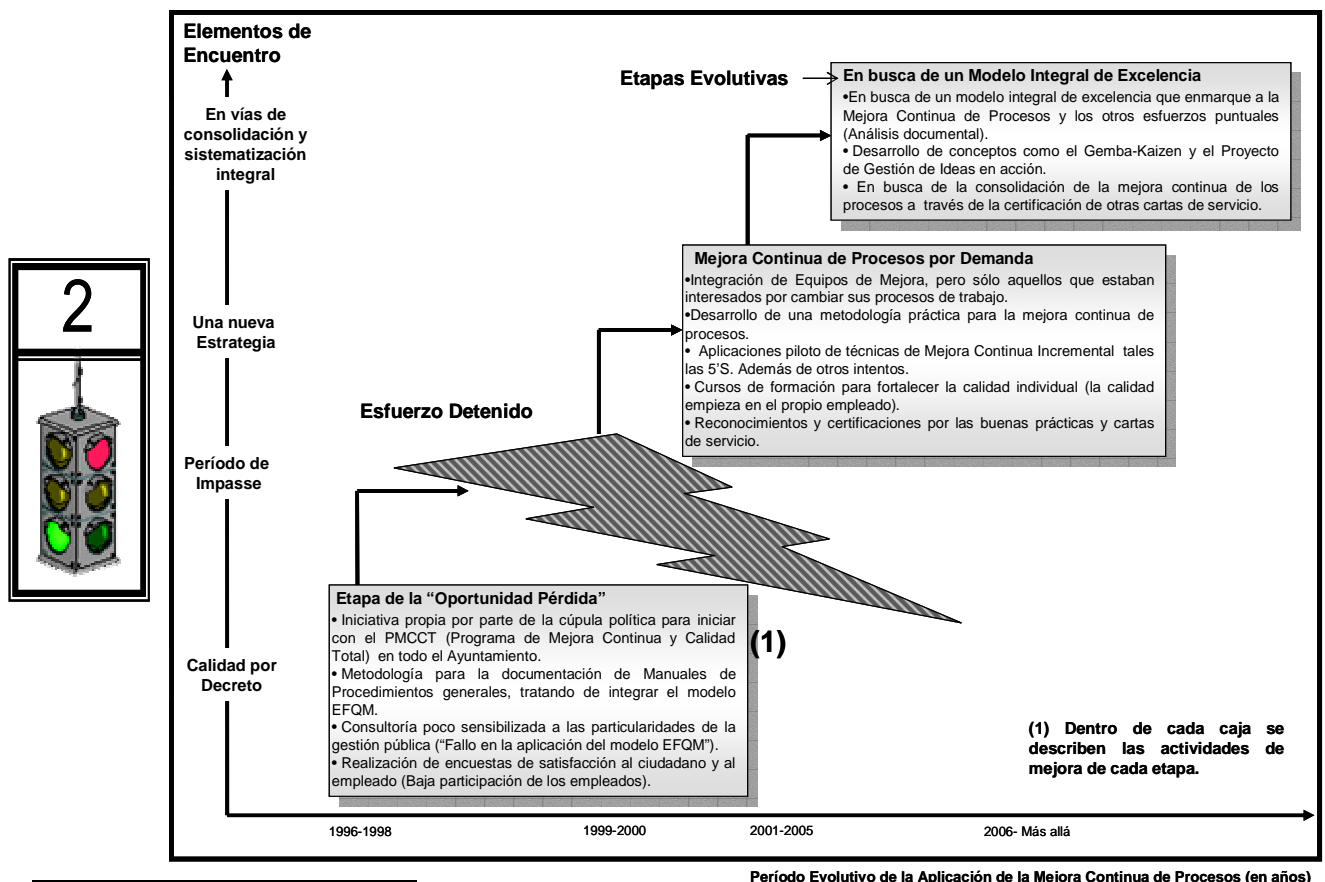 Elementos de
Encuentro
En vías de
consolidación y
sistematización
integral
Etapas Evolutivas
En busca de un Modelo Integral de Excelencia
•En busca de un modelo integral de excelencia que enmarque a la
Mejora Continua de Procesos y los otros esfuerzos puntuales
(Análisis documental).
• Desarrollo de conceptos como el Gemba-Kaizen y el Proyecto
de Gestión de Ideas en acción.
• En busca de la consolidación de la mejora continua de los
procesos a través de la certificación de otras cartas de servicio.
2
Una nueva
Estrategia
Mejora Continua de Procesos por Demanda
•Integración de Equipos de Mejora, pero sólo aquellos que estaban
interesados por cambiar sus procesos de trabajo.
•Desarrollo de una metodología práctica para la mejora continua de
procesos.
• Aplicaciones piloto de técnicas de Mejora Continua Incremental tales
las 5'S. Además de otros intentos.
• Cursos de formación para fortalecer la calidad individual (la calidad
empieza en el propio empleado).
• Reconocimientos y certificaciones por las buenas prácticas y cartas
de servicio.
Esfuerzo Detenido
Período de
Impasse
Calidad por
Decreto
Etapa de la “Oportunidad Pérdida”
• Iniciativa propia por parte de la cúpula política para iniciar
con el PMCCT (Programa de Mejora Continua y Calidad
Total) en todo el Ayuntamiento.
• Metodología para la documentación de Manuales de
Procedimientos generales, tratando de integrar el modelo
EFQM.
• Consultoría poco sensibilizada a las particularidades de la
gestión pública (“Fallo en la aplicación del modelo EFQM”).
• Realización de encuestas de satisfacción al ciudadano y al
empleado (Baja participación de los empleados).
(1)
(1) Dentro de cada caja se
describen las actividades de
mejora de cada etapa.
1996-1998
1999-2000
2001-2005
2006- Más allá
Período Evolutivo de la Aplicación de la Mejora Continua de Procesos (en años)